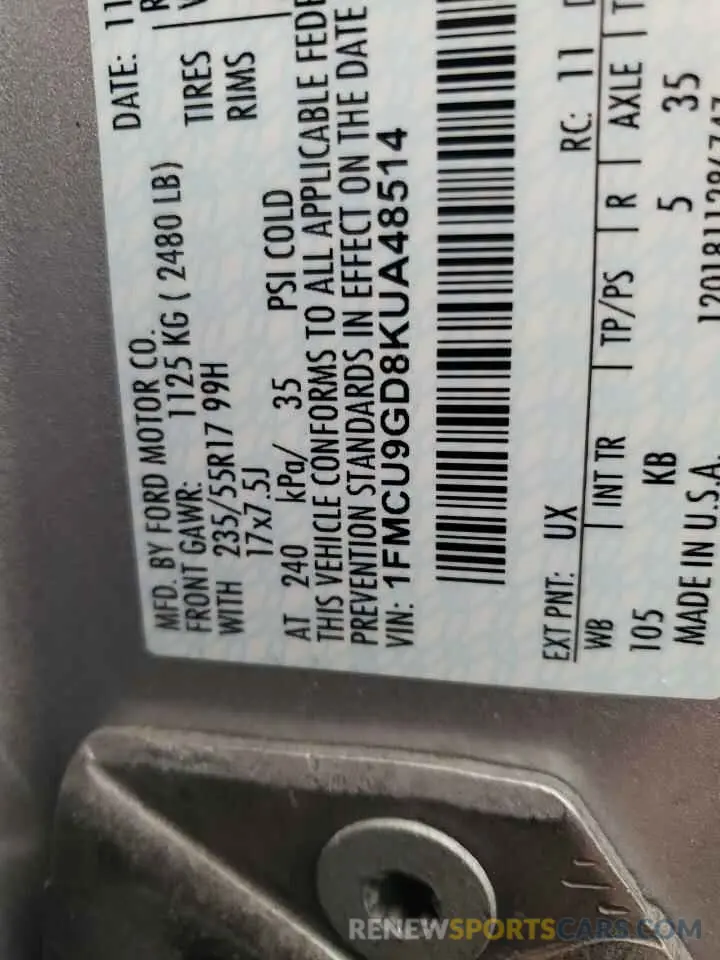 MFD. BY FORD MOTOR CO.
DATE: 11
FRONT GAWR: 1125 KG ( 2480 LB)
WITH 235/55R17 99H TIRES
17x7.5J RIMS
AT 240 kPa/ 35 PSI COLD
THIS VEHICLE CONFORMS TO ALL APPLICABLE
PREVENTION STANDARDS IN EFFECT ON THE DATE
VIN: 1FMCU9GD8KUA48514
EXT PNT: UX RC: 11
WB INT TR TP/PS R AXLE
105 KB 5 35
MADE IN U.S.A.
RENEWSPORTSCARS.COM